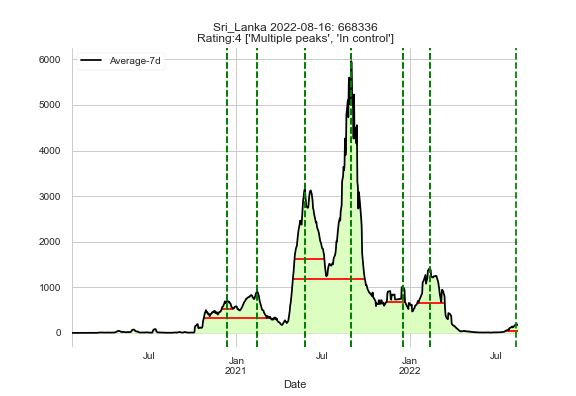 Sri_Lanka 2022-08-16: 668336
Rating:4 ['Multiple peaks', 'In control']
Average-7d
6000
5000
4000
3000
2000
1000
0
Jul
Jan
2021
Jul
Jan
2022
Jul
Date